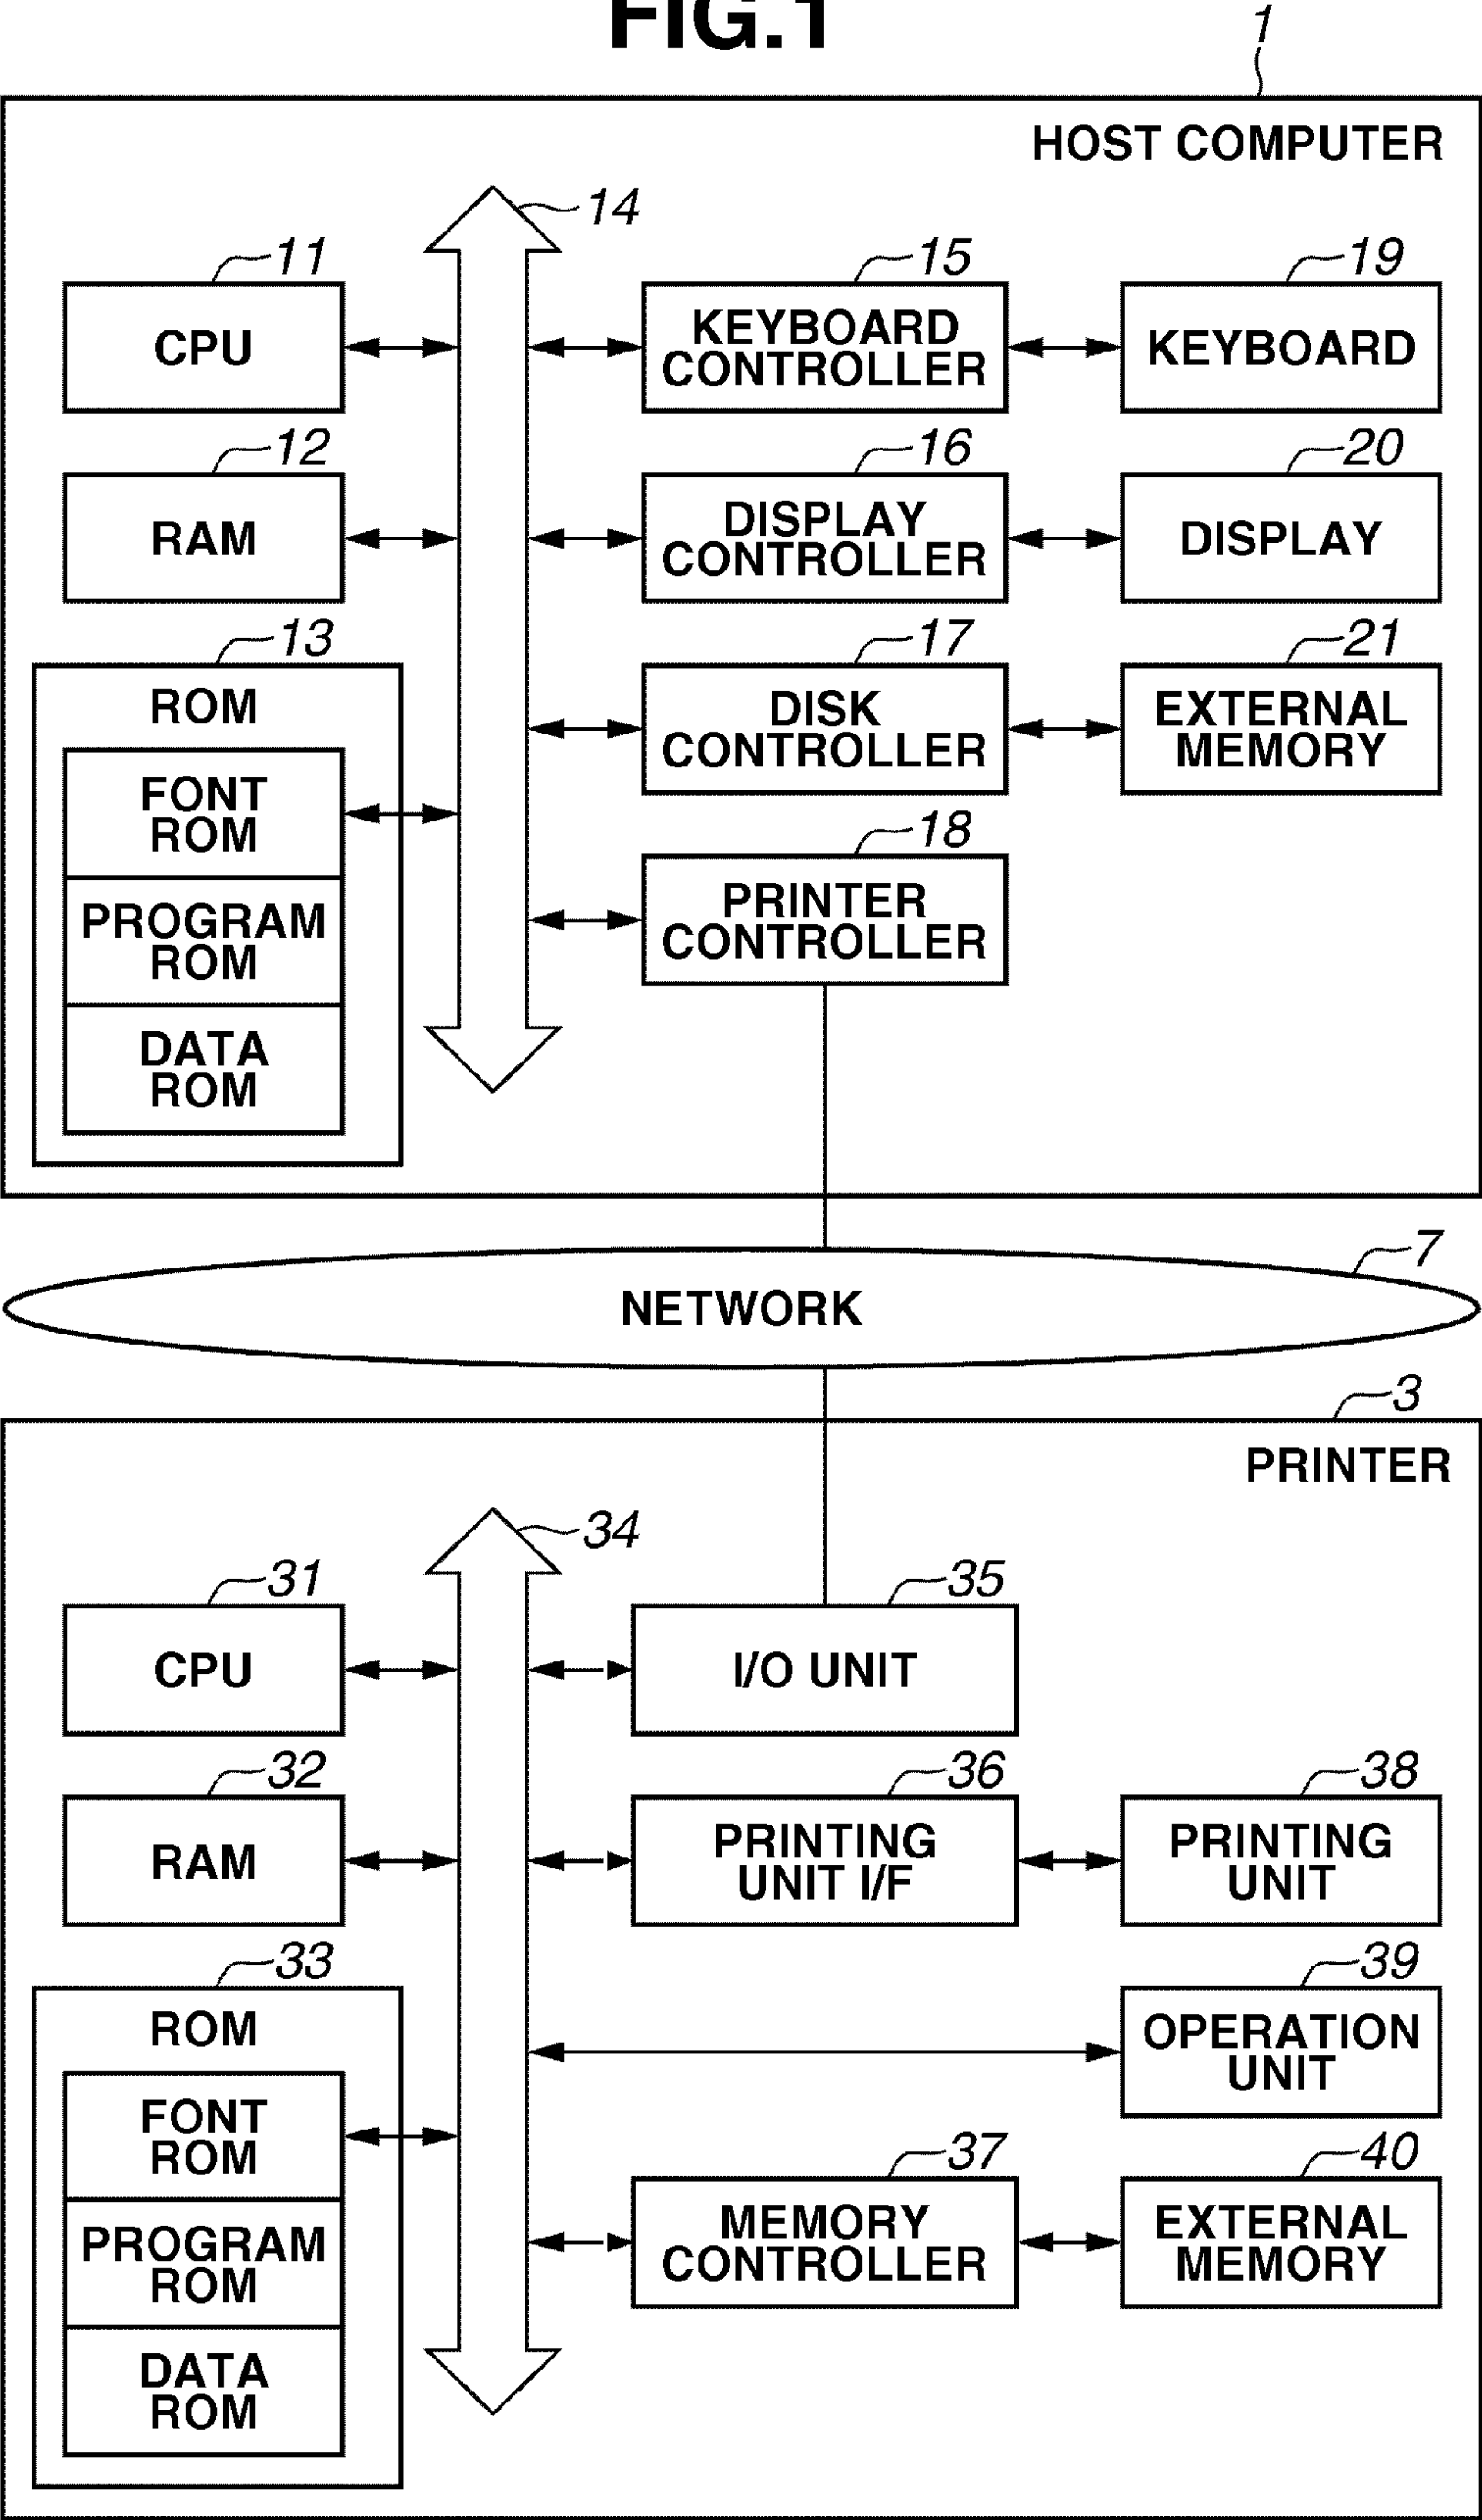 FIG.1
1
HOST COMPUTER
14
11
15
19
CPU
KEYBOARD
CONTROLLER
KEYBOARD
12
16
20
RAM
DISPLAY
CONTROLLER
DISPLAY
13
17
21
ROM
DISK
CONTROLLER
EXTERNAL
MEMORY
FONT
ROM
18
PROGRAM
ROM
PRINTER
CONTROLLER
DATA
ROM
7
NETWORK
3
PRINTER
34
31
35
CPU
I/O UNIT
32
36
38
RAM
PRINTING
UNIT I/F
PRINTING
UNIT
33
39
ROM
OPERATION
UNIT
FONT
ROM
37
40
PROGRAM
ROM
MEMORY
CONTROLLER
EXTERNAL
MEMORY
DATA
ROM